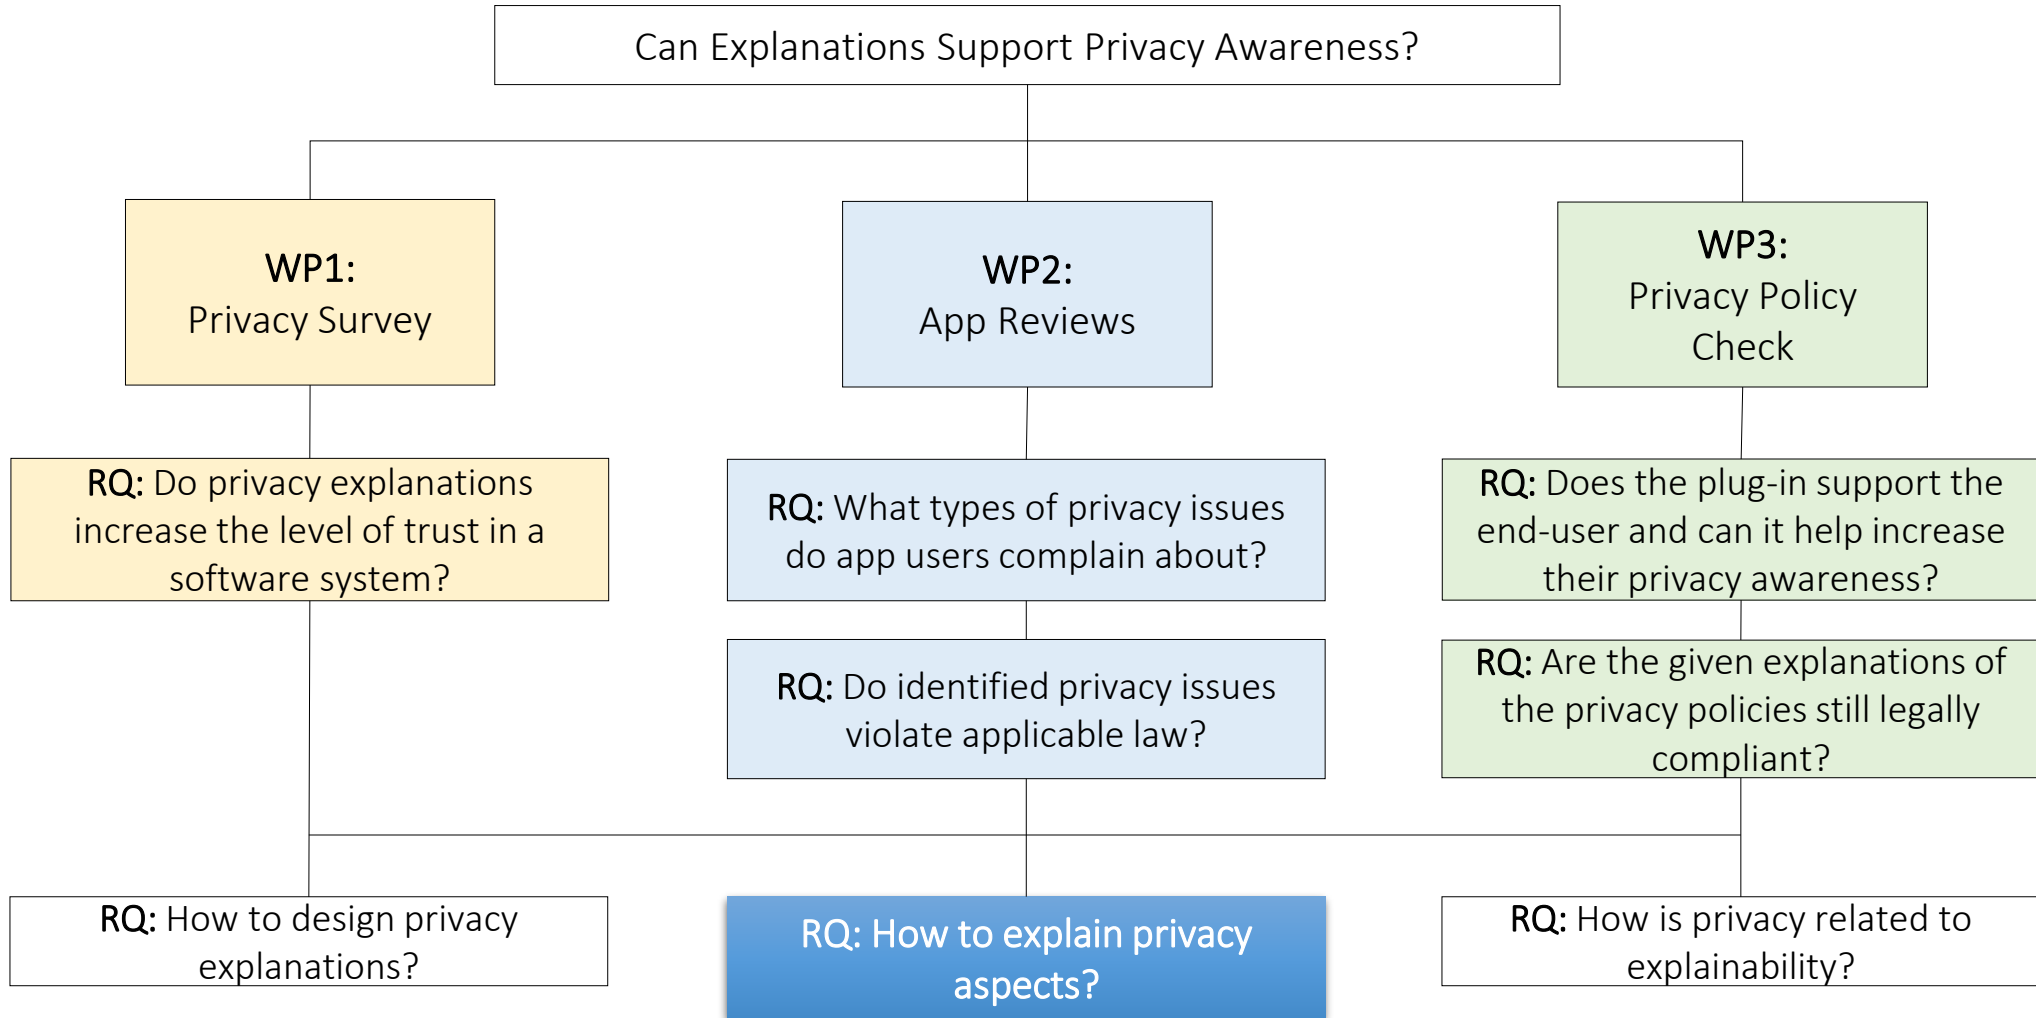 Can Explanations Support Privacy Awareness?
WP1:
Privacy Survey
WP2:
App Reviews
WP3:
Privacy Policy
Check
RQ: Do privacy explanations
increase the level of trust in a
software system?
RQ: What types of privacy issues
do app users complain about?
RQ: Does the plug-in support the
end-user and can it help increase
their privacy awareness?
RQ: Do identified privacy issues
violate applicable law?
RQ: Are the given explanations of
the privacy policies still legally
compliant?
RQ: How to design privacy
explanations?
RQ: How to explain privacy
aspects?
RQ: How is privacy related to
explainability?